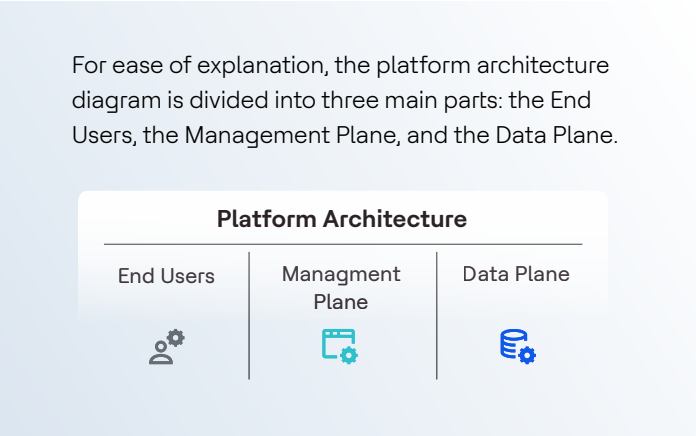 For ease of explanation, the platform architecture
diagram is divided into three main parts: the End
Users, the Management Plane, and the Data Plane.
Platform Architecture
End Users
Managment
Plane
Data Plane